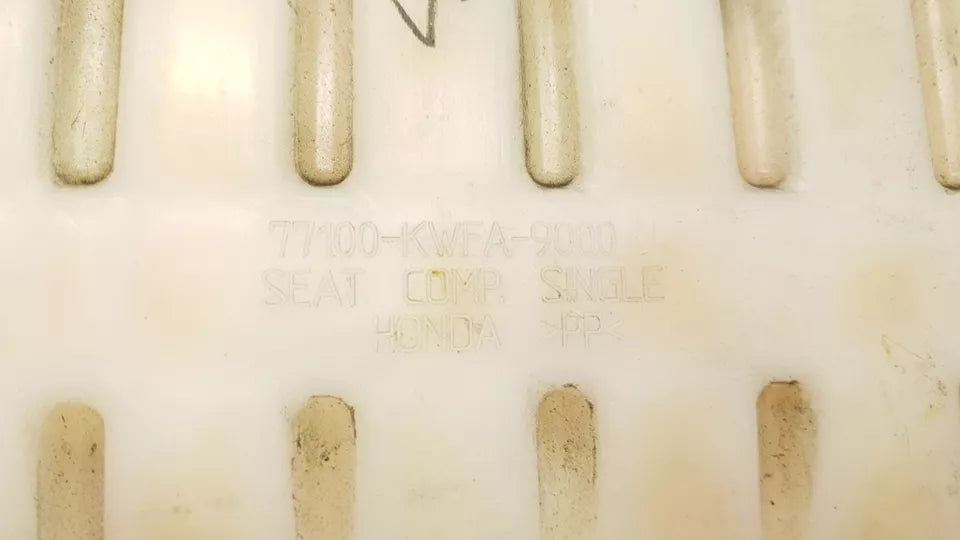 77100-KWFA-9000
SEAT COMP. SINGLE
HONDA >PP<